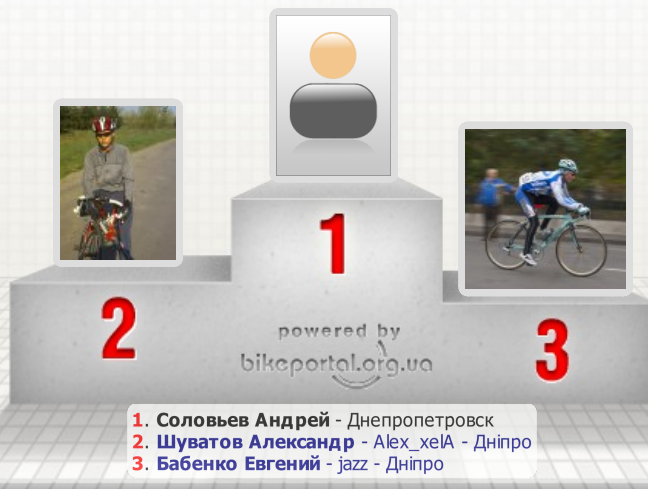 1
2
3
powered by
bikeportal.org.ua
1. Соловьев Андрей - Днепропетровск
2. Шуватов Александр - Alex_xelA - Дніпро
3. Бабенко Евгений - jazz - Дніпро